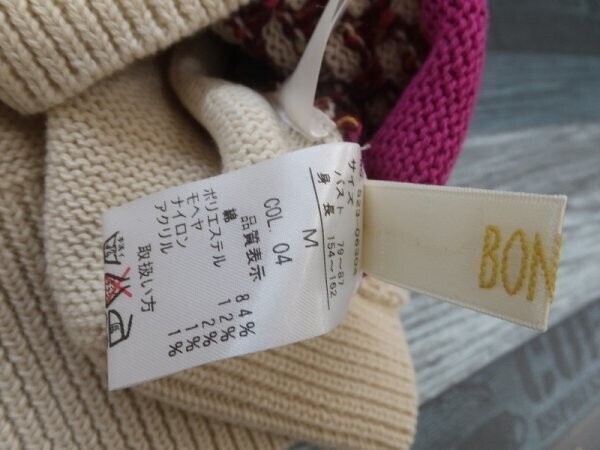 523-06304
サイズ M
バスト 79～87
身長 154～162
COL. 04
品質表示
綿 84%
ポリエステル 12%
モヘヤ 2%
ナイロン 1%
アクリル 1%
取扱い方
BON